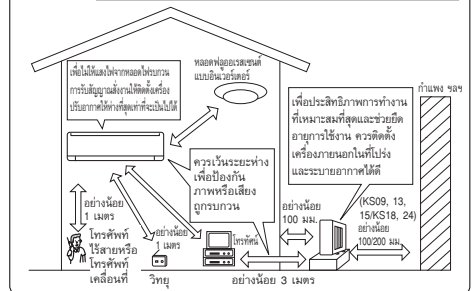 เพื่อไม่ให้แสงไฟจากหลอดไฟรบกวน
การรับสัญญาณสั่งงานให้ติดตั้งเครื่อง
ปรับอากาศให้ห่างที่สุดเท่าที่จะเป็นไปได้
หลอดฟลูออเรสเซนต์
แบบอินเวอร์เตอร์
เพื่อประสิทธิภาพการทำงาน
ที่เหมาะสมที่สุดและช่วยยืด
อายุการใช้งาน ควรติดตั้ง
เครื่องภายนอกในที่โปร่ง
และระบายอากาศได้ดี
กำแพง ฯลฯ
ควรเว้นระยะห่าง
เพื่อป้องกัน
ภาพหรือเสียง
ถูกรบกวน
อย่างน้อย
1 เมตร
โทรศัพท์
ไร้สายหรือ
โทรศัพท์
เคลื่อนที่
อย่างน้อย
1 เมตร
วิทยุ
โทรทัศน์
อย่างน้อย 3 เมตร
อย่างน้อย
100 มม.
(KS09, 13,
15/KS18, 24)
อย่างน้อย
100/200 มม.